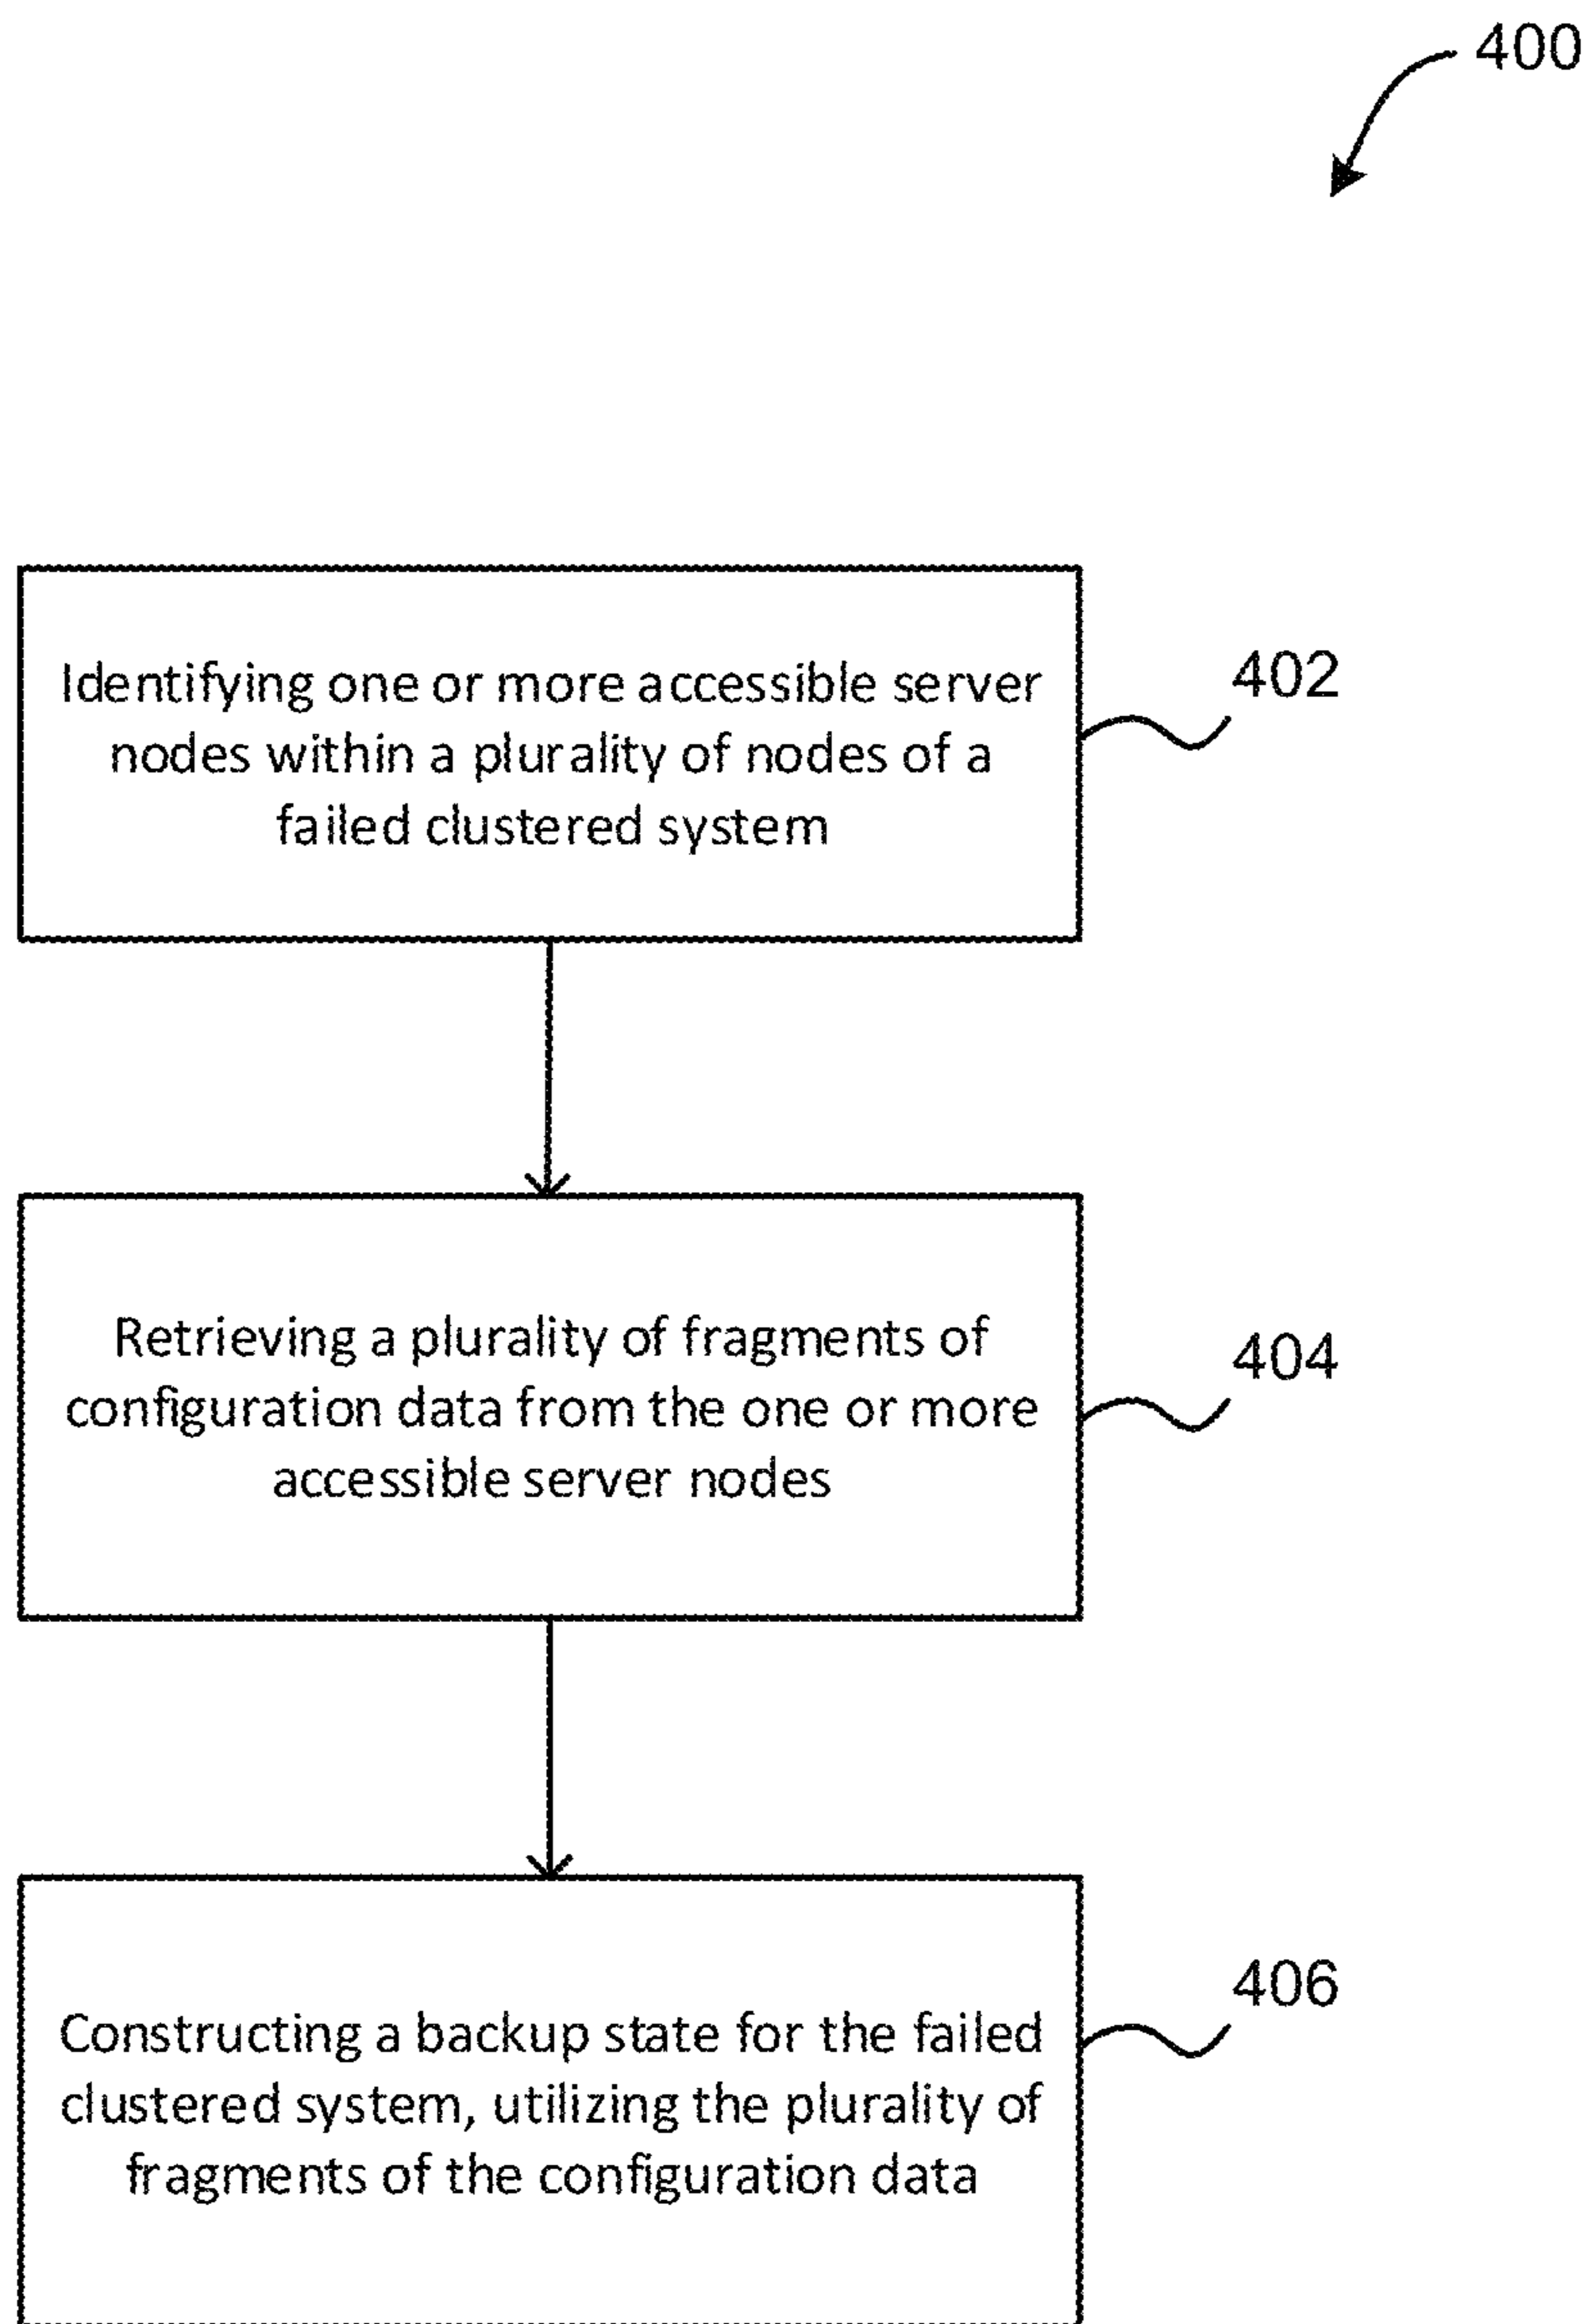 400
Identifying one or more accessible server
nodes within a plurality of nodes of a
failed clustered system
402
Retrieving a plurality of fragments of
configuration data from the one or more
accessible server nodes
404
Constructing a backup state for the failed
clustered system, utilizing the plurality of
fragments of the configuration data
406